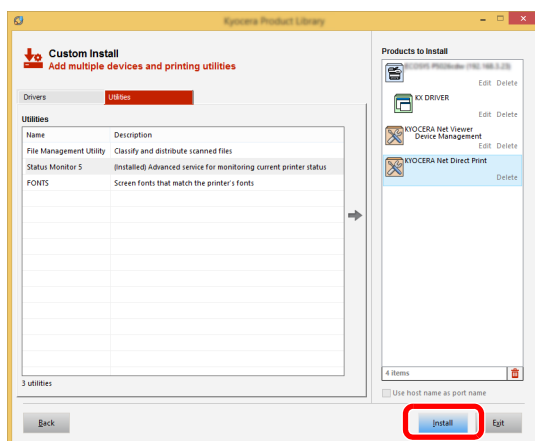 Kyocera Product Library
Custom Install
Add multiple devices and printing utilities
Drivers
Utilities
Utilities
Name Description
File Management Utility Classify and distribute scanned files
Status Monitor 5 (Installed) Advanced service for monitoring current printer status
FONTS Screen fonts that match the printer's fonts
3 utilities
Products to Install
Edit Delete
KX DRIVER
Edit Delete
KYOCERA Net Viewer
Device Management
Edit Delete
KYOCERA Net Direct Print
Delete
4 items
Use host name as port name
Back
Install
Exit